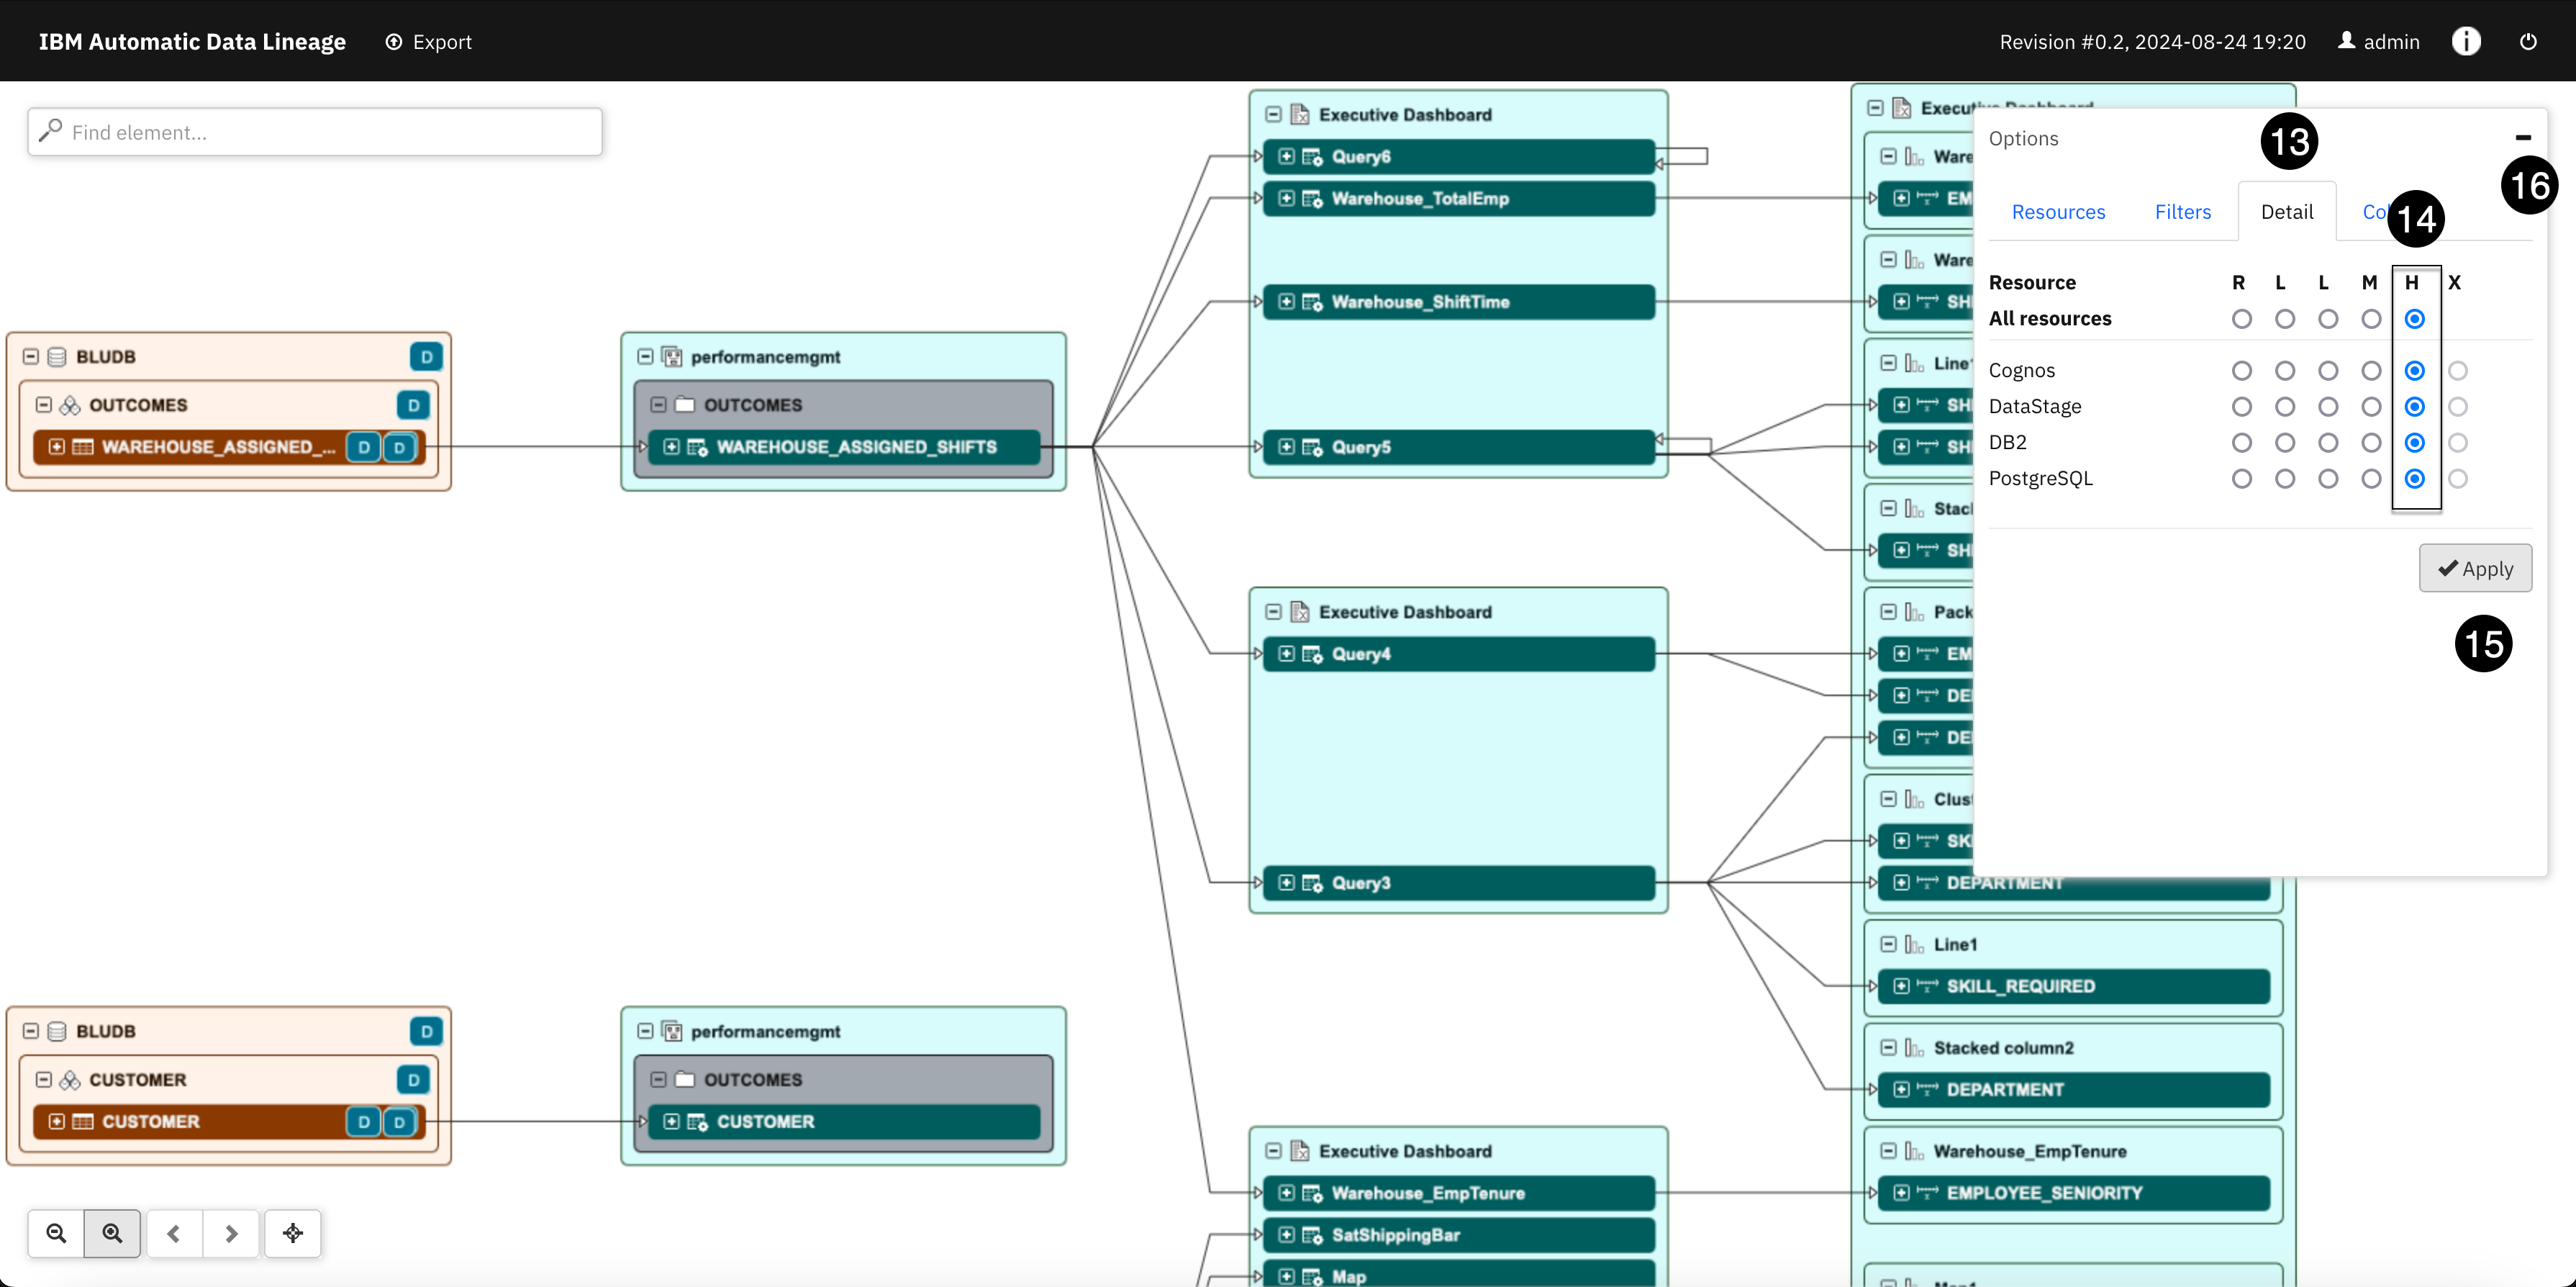 IBM Automatic Data Lineage
Export
Revision #0.2, 2024-08-24 19:20
admin
Find element...
BLUDB
D
OUTCOMES
D
WAREHOUSE_ASSIGNED_...
D
D
performancemgmt
OUTCOMES
WAREHOUSE_ASSIGNED_SHIFTS
BLUDB
D
CUSTOMER
D
CUSTOMER
D
D
performancemgmt
OUTCOMES
CUSTOMER
Executive Dashboard
Query6
Warehouse_TotalEmp
Warehouse_ShiftTime
Query5
Executive Dashboard
Query4
Query3
Executive Dashboard
Warehouse_EmpTenure
SatShippingBar
Map
Executive Dashboard
Ware
EM
Ware
SH
Line1
SH
SH
Stac
SH
Pack
EM
DE
DE
Clus
SK
DEPARTMENT
Line1
SKILL_REQUIRED
Stacked column2
DEPARTMENT
Warehouse_EmpTenure
EMPLOYEE_SENIORITY
Options
13
16
Resources
Filters
Detail
Col
14
Resource R L L M H X
All resources
Cognos
DataStage
DB2
PostgreSQL
Apply
15